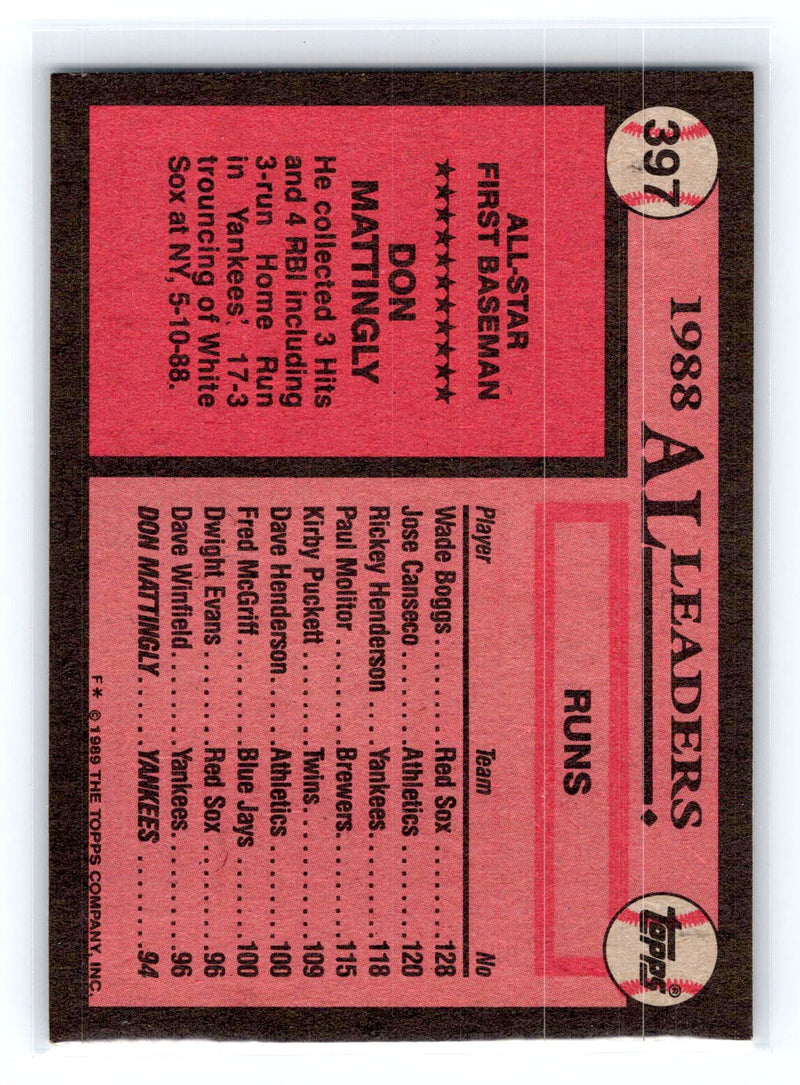 397
1988 AL LEADERS
TOPPS®
ALL-STAR
FIRST BASEMAN
★★★★★★★★★★
DON
MATTINGLY
He collected 3 Hits
and 4 RBI including
3-run Home Run
in Yankees' 17-3
trouncing of White
Sox at NY, 5-10-88.
RUNS
Player Team No
Wade Boggs.......Red Sox.......128
Jose Canseco.......Athletics.......120
Rickey Henderson....Yankees.......118
Paul Molitor.......Brewers.......115
Kirby Puckett.......Twins.......109
Dave Henderson.....Athletics.......100
Fred McGriff.......Blue Jays.......100
Dwight Evans.......Red Sox.......96
Dave Winfield.......Yankees.......96
DON MATTINGLY.....YANKEES.......94
F* © 1989 THE TOPPS COMPANY, INC.